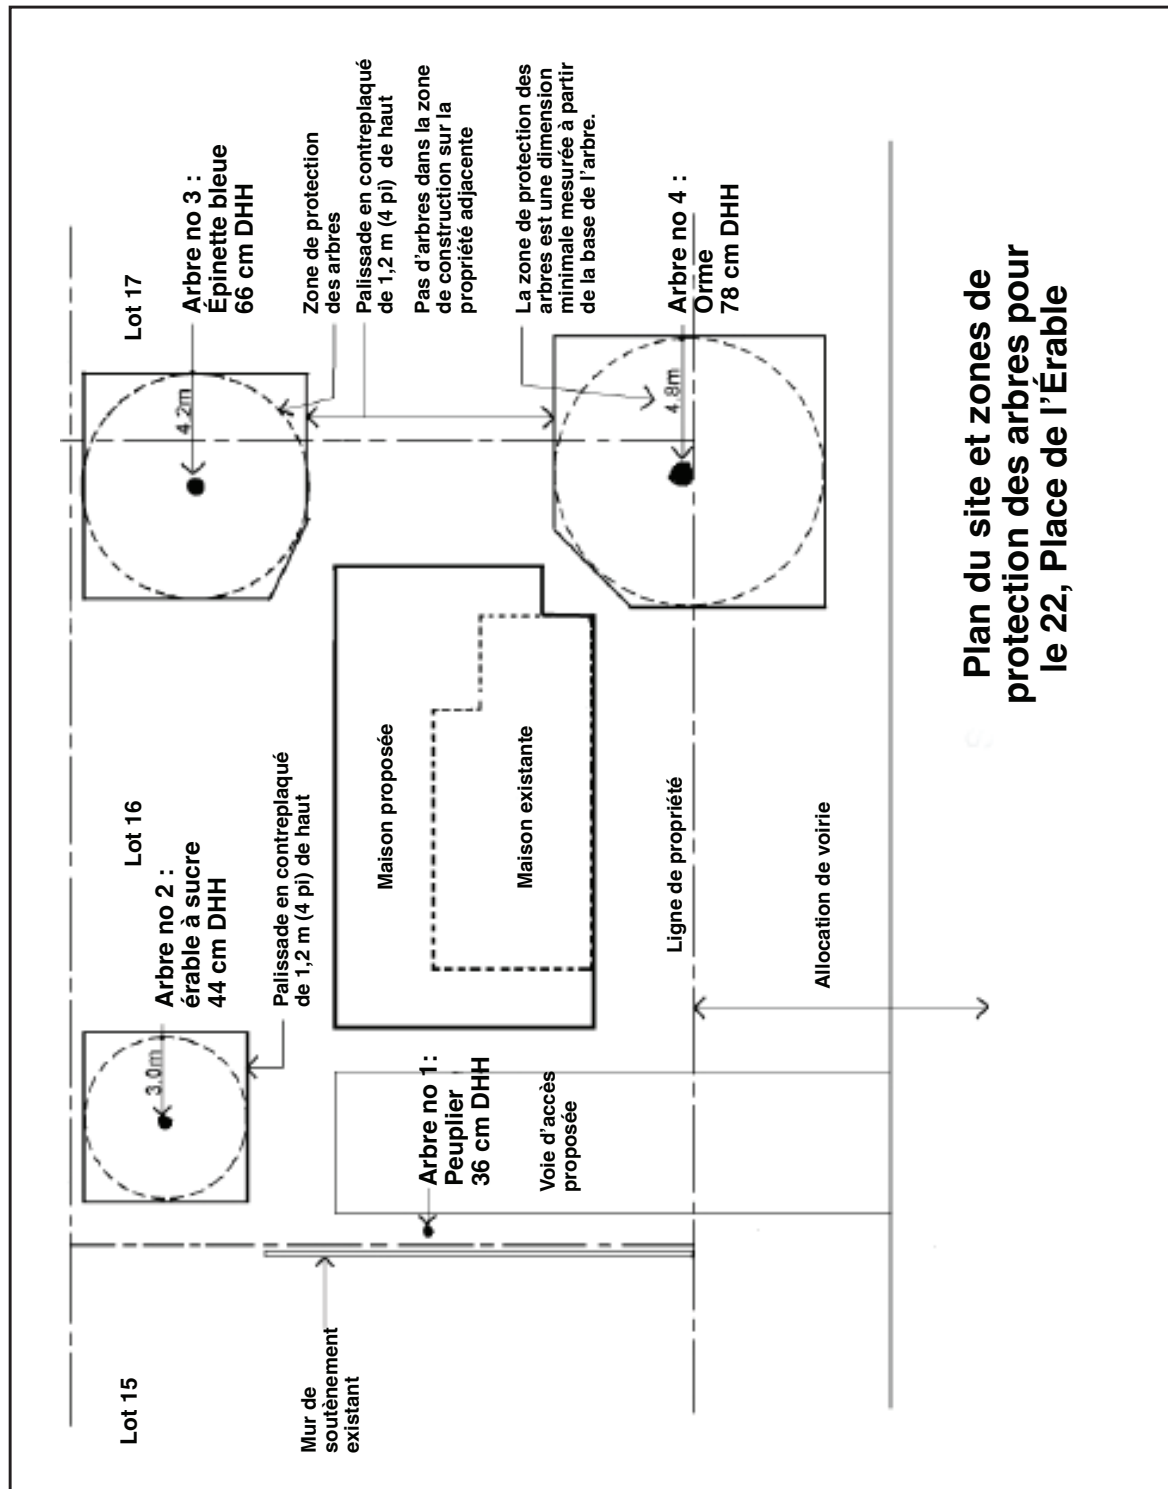 Lot 15
Lot 16
Lot 17
Mur de
soutènement
existant
Arbre no 2 :
érable à sucre
44 cm DHH
3.0m
Palissade en contreplaqué
de 1,2 m (4 pi) de haut
Arbre no 3 :
Épinette bleue
66 cm DHH
4.2m
Zone de protection
des arbres
Palissade en contreplaqué
de 1,2 m (4 pi) de haut
Pas d'arbres dans la zone
de construction sur la
propriété adjacente
La zone de protection des
arbres est une dimension
minimale mesurée à partir
de la base de l'arbre.
Maison proposée
Maison existante
Arbre no 1 :
Peuplier
36 cm DHH
Voie d'accès
proposée
Arbre no 4 :
Orme
78 cm DHH
4.8m
Ligne de propriété
Allocation de voirie
Plan du site et zones de
protection des arbres pour
le 22, Place de l'Érable